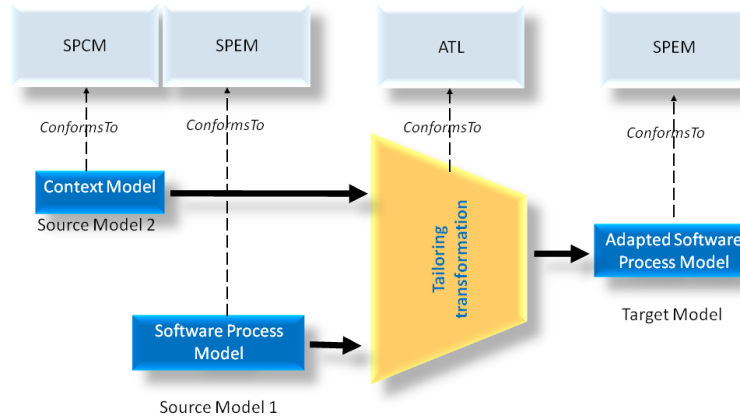 SPCM
SPEM
ATL
SPEM
ConformsTo
ConformsTo
ConformsTo
ConformsTo
Context Model
Source Model 2
Tailoring
transformation
Adapted Software
Process Model
Target Model
Software Process
Model
Source Model 1